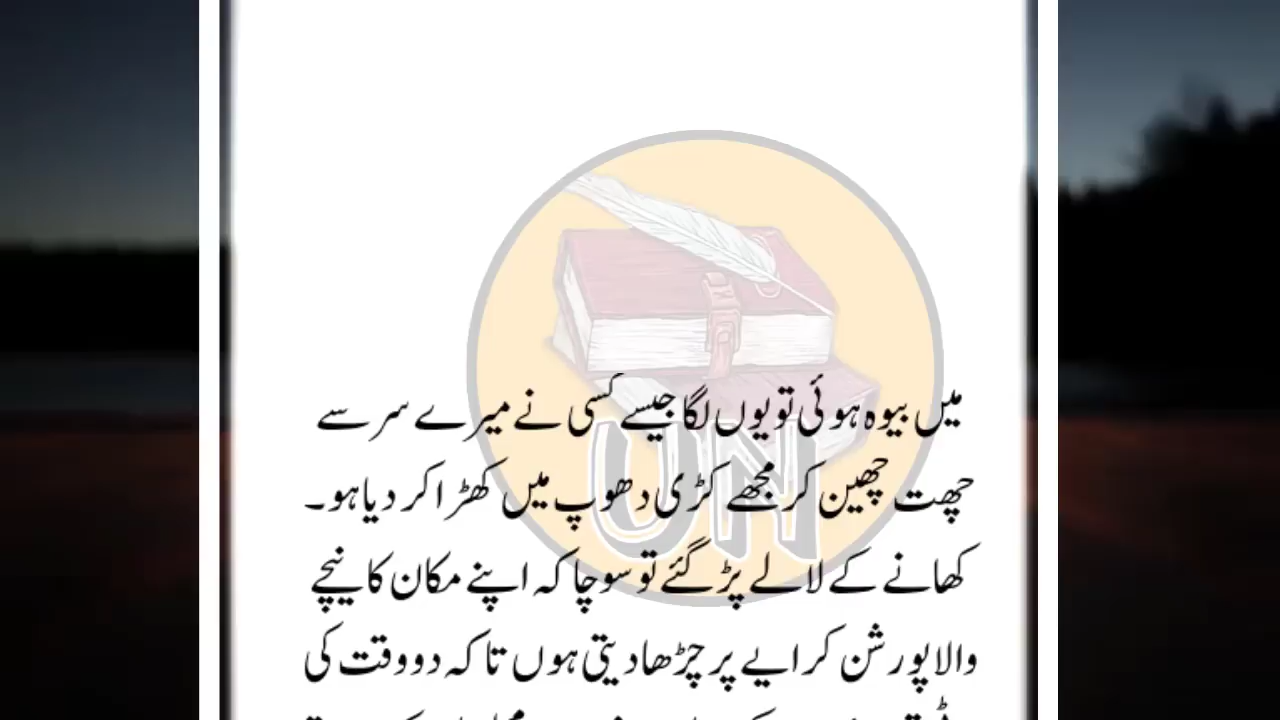 میں بیوہ ہوئی تو یوں لگا جیسے کسی نے میرے سر سے
چھت چھین کر مجھے کڑی دھوپ میں کھڑا کر دیا ہو۔
کھانے کے لالے پڑ گئے تو سوچا کہ اپنے مکان کا نیچے
والا پورشن کرایے پر چڑھا دیتی ہوں تا کہ دو وقت کی
UN